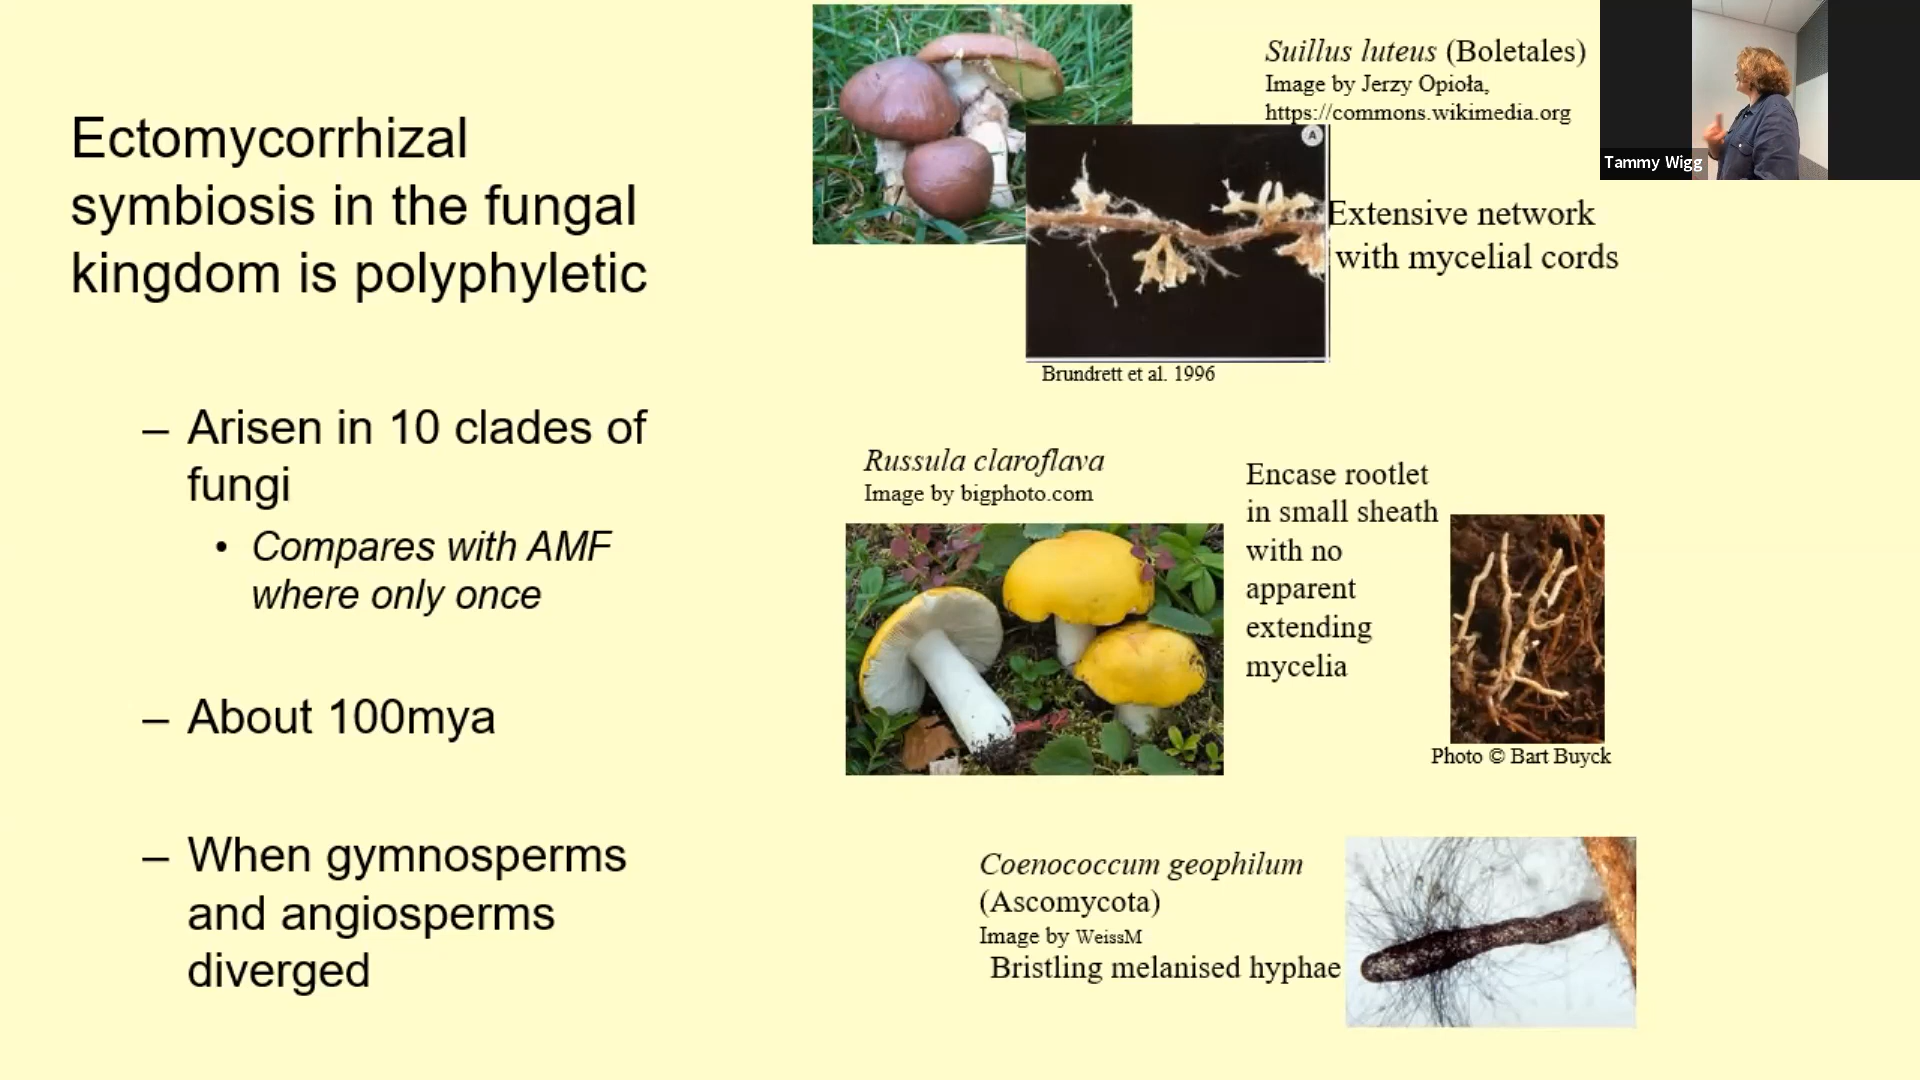 Ectomycorrhizal
symbiosis in the fungal
kingdom is polyphyletic
– Arisen in 10 clades of
fungi
• Compares with AMF
where only once
– About 100mya
– When gymnosperms
and angiosperms
diverged
Suillus luteus (Boletales)
Image by Jerzy Opioła,
https://commons.wikimedia.org
A
Extensive network
with mycelial cords
Brundrett et al. 1996
Russula claroflava
Image by bigphoto.com
Encase rootlet
in small sheath
with no
apparent
extending
mycelia
Photo © Bart Buyck
Coenococcum geophilum
(Ascomycota)
Image by WeissM
Bristling melanised hyphae
Tammy Wigg